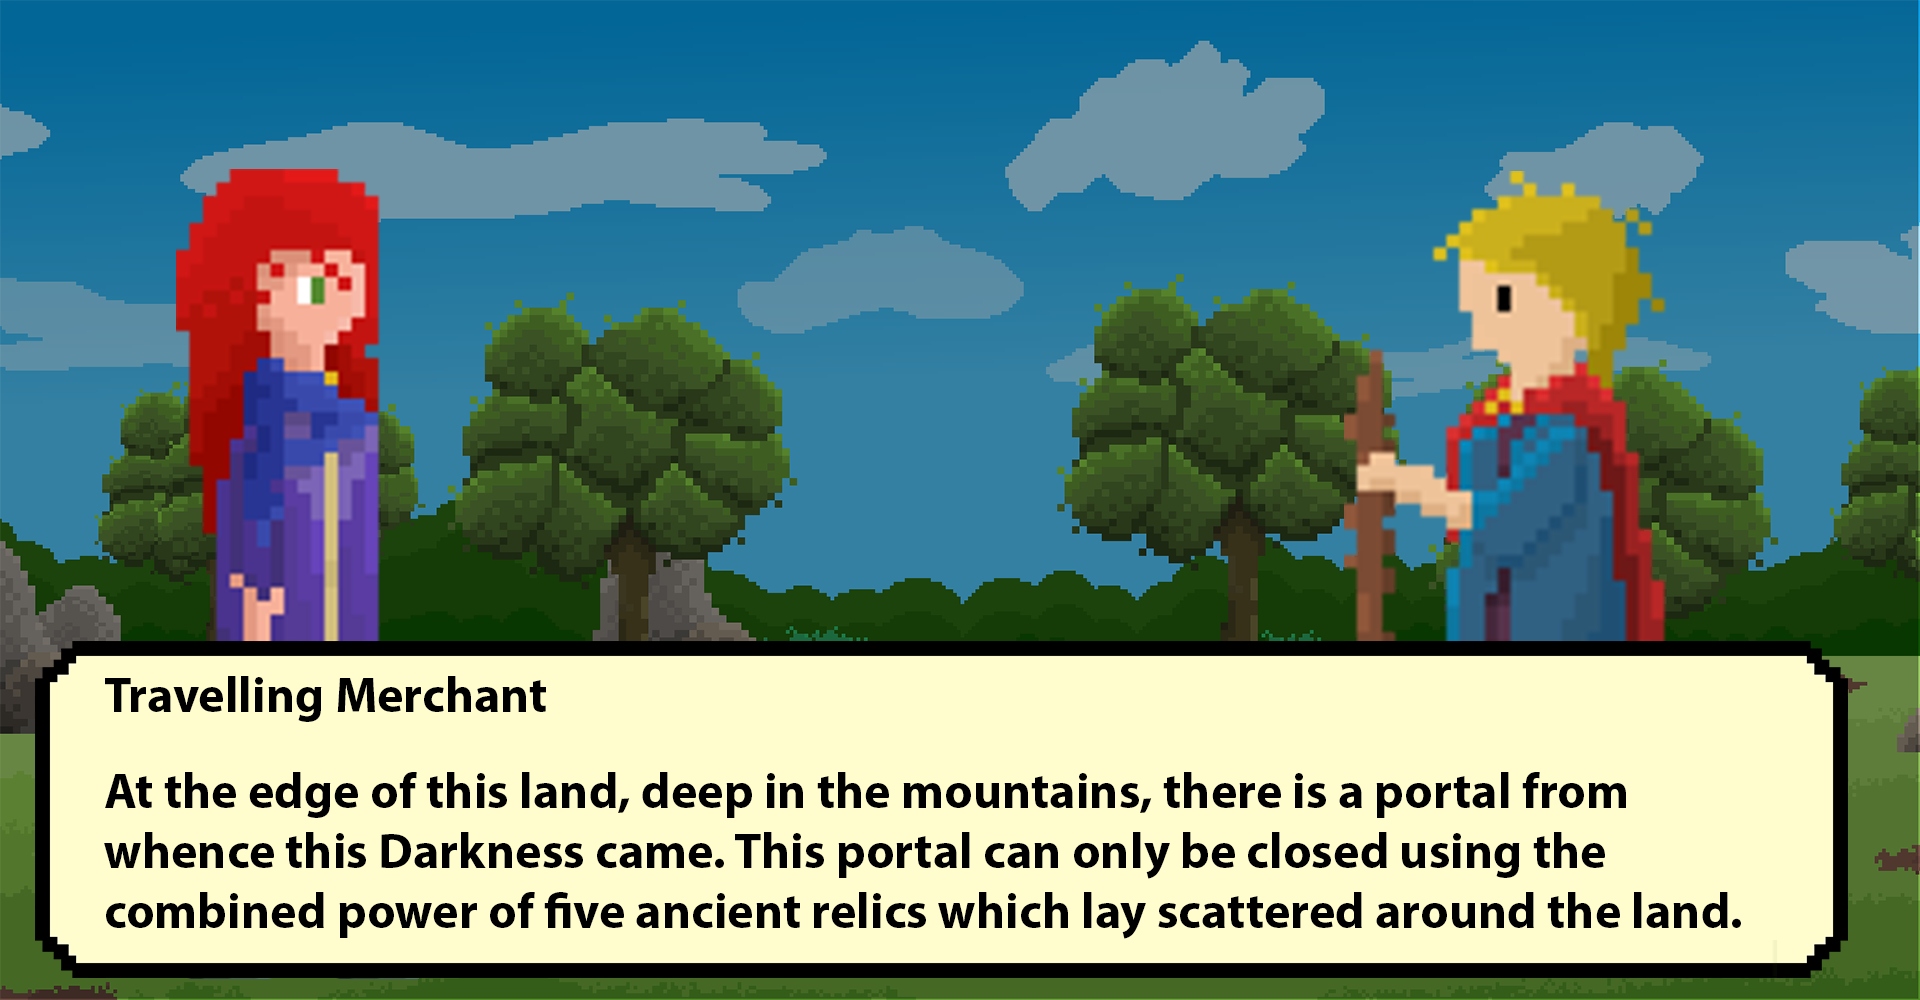 Travelling Merchant
At the edge of this land, deep in the mountains, there is a portal from
whence this Darkness came. This portal can only be closed using the
combined power of five ancient relics which lay scattered around the land.